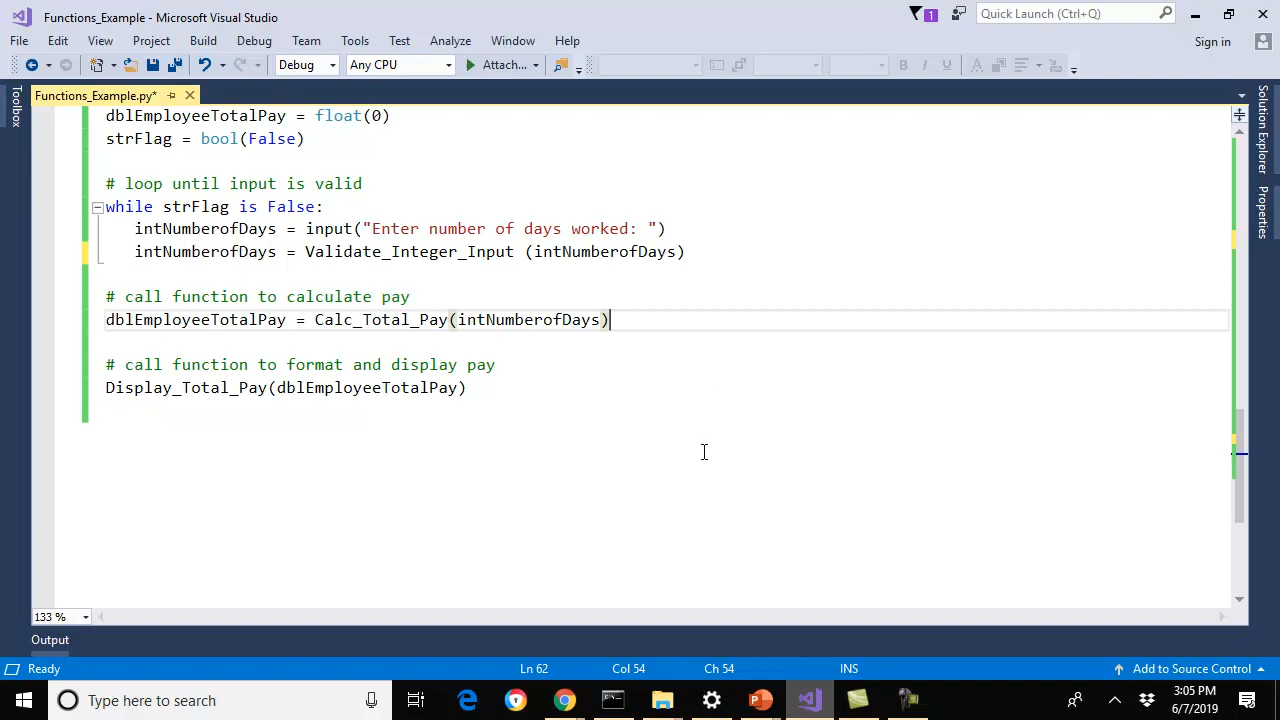 Functions_Example - Microsoft Visual Studio
1
Quick Launch (Ctrl+Q)
File Edit View Project Build Debug Team Tools Test Analyze Window Help
Sign in
Debug Any CPU Attach... B I U A
Toolbox
Functions_Example.py*
Solution Explorer
Properties
dblEmployeeTotalPay = float(0)
strFlag = bool(False)
# loop until input is valid
while strFlag is False:
intNumberofDays = input("Enter number of days worked: ")
intNumberofDays = Validate_Integer_Input (intNumberofDays)
# call function to calculate pay
dblEmployeeTotalPay = Calc_Total_Pay(intNumberofDays)
# call function to format and display pay
Display_Total_Pay(dblEmployeeTotalPay)
133 %
Output
Ready Ln 62 Col 54 Ch 54 INS Add to Source Control
Type here to search
3:05 PM
6/7/2019